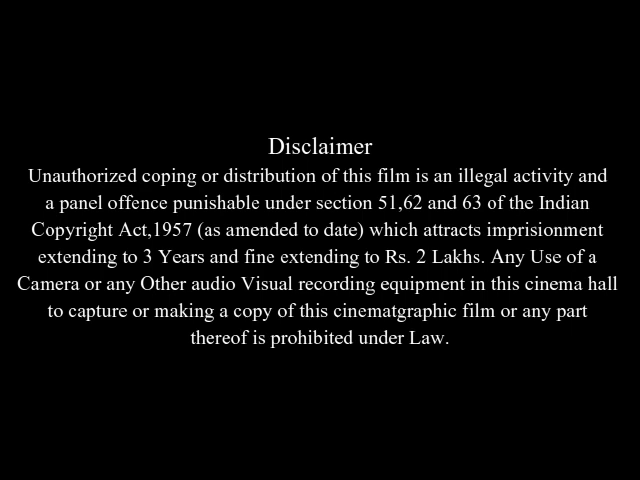 Disclaimer
Unauthorized coping or distribution of this film is an illegal activity and
a panel offence punishable under section 51,62 and 63 of the Indian
Copyright Act,1957 (as amended to date) which attracts imprisionment
extending to 3 Years and fine extending to Rs. 2 Lakhs. Any Use of a
Camera or any Other audio Visual recording equipment in this cinema hall
to capture or making a copy of this cinematgraphic film or any part
thereof is prohibited under Law.